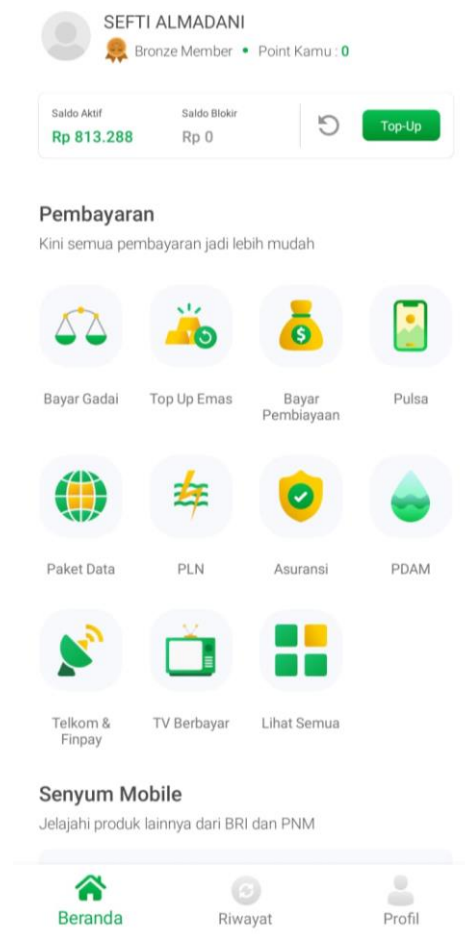 SEFTI ALMADANI
Bronze Member • Point Kamu : 0
Saldo Aktif Saldo Blokir
Rp 813.288 Rp 0 Top-Up
Pembayaran
Kini semua pembayaran jadi lebih mudah
Bayar Gadai Top Up Emas Bayar Pulsa
Pembiayaan
Paket Data PLN Asuransi PDAM
Telkom & TV Berbayar Lihat Semua
Finpay
Senyum Mobile
Jelajahi produk lainnya dari BRI dan PNM
Beranda Riwayat Profil